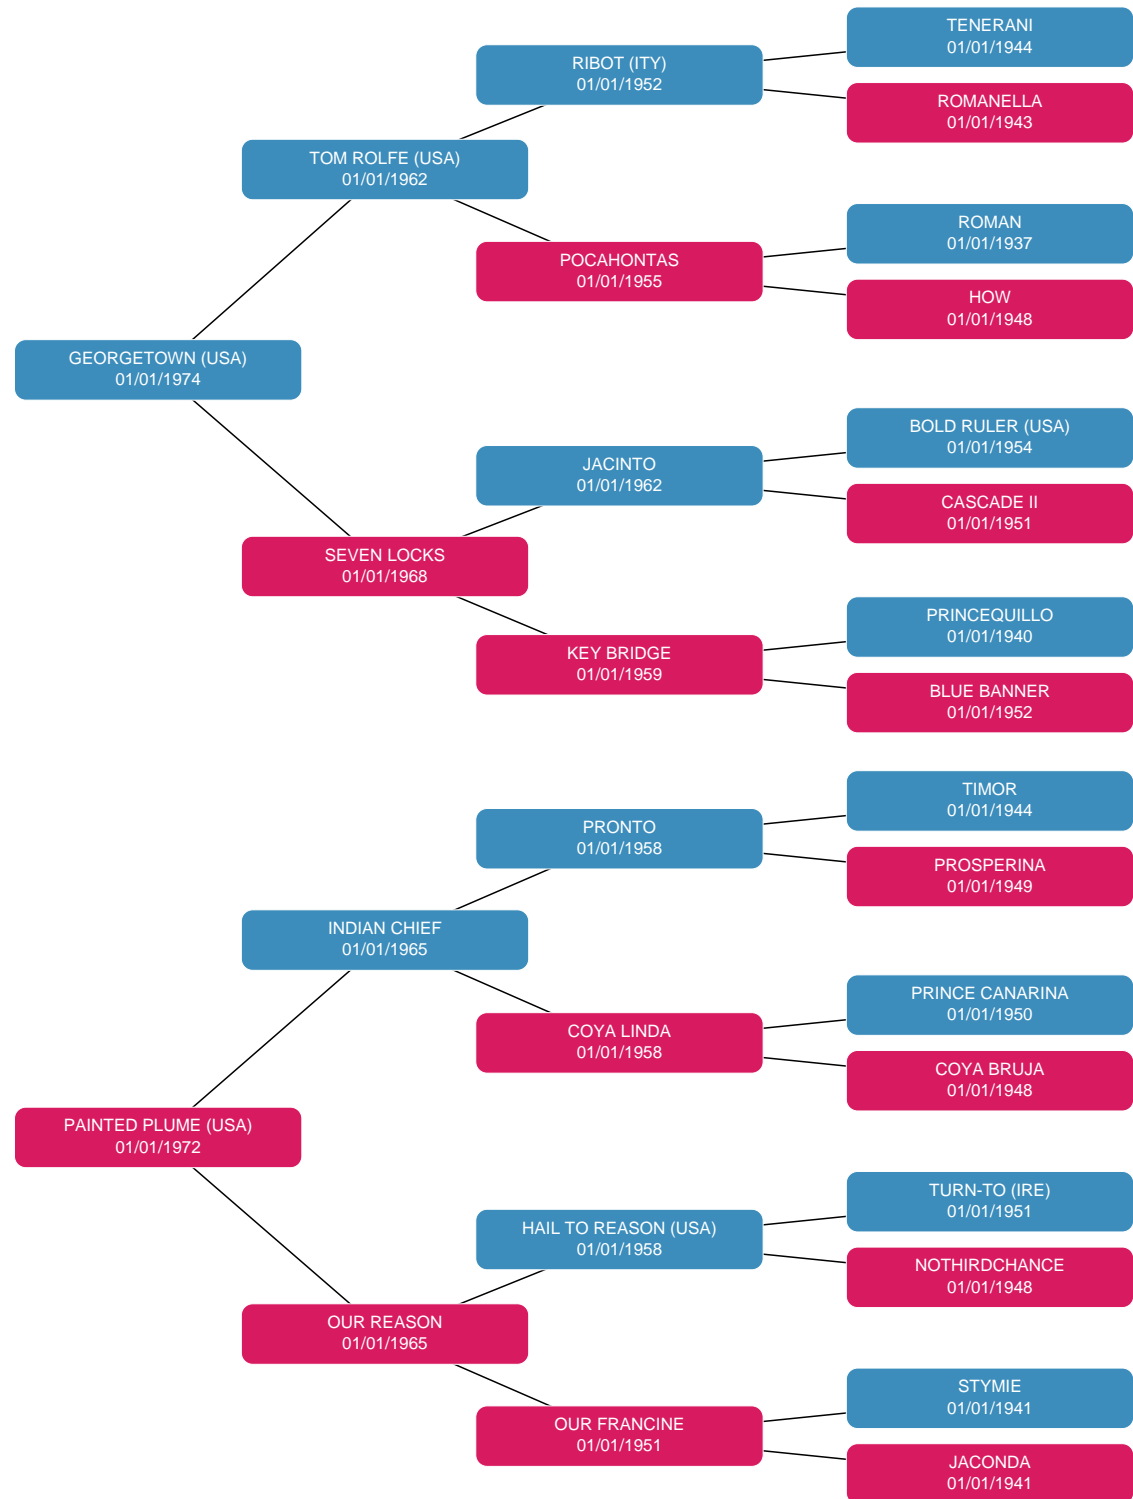 TENERANI
01/01/1944
RIBOT (ITY)
01/01/1952
ROMANELLA
01/01/1943
TOM ROLFE (USA)
01/01/1962
ROMAN
01/01/1937
POCAHONTAS
01/01/1955
HOW
01/01/1948
GEORGETOWN (USA)
01/01/1974
BOLD RULER (USA)
01/01/1954
JACINTO
01/01/1962
CASCADE II
01/01/1951
SEVEN LOCKS
01/01/1968
PRINCEQUILLO
01/01/1940
KEY BRIDGE
01/01/1959
BLUE BANNER
01/01/1952
TIMOR
01/01/1944
PRONTO
01/01/1958
PROSPERINA
01/01/1949
INDIAN CHIEF
01/01/1965
PRINCE CANARINA
01/01/1950
COYA LINDA
01/01/1958
COYA BRUJA
01/01/1948
PAINTED PLUME (USA)
01/01/1972
TURN-TO (IRE)
01/01/1951
HAIL TO REASON (USA)
01/01/1958
NOTHIRDCHANCE
01/01/1948
OUR REASON
01/01/1965
STYMIE
01/01/1941
OUR FRANCINE
01/01/1951
JACONDA
01/01/1941